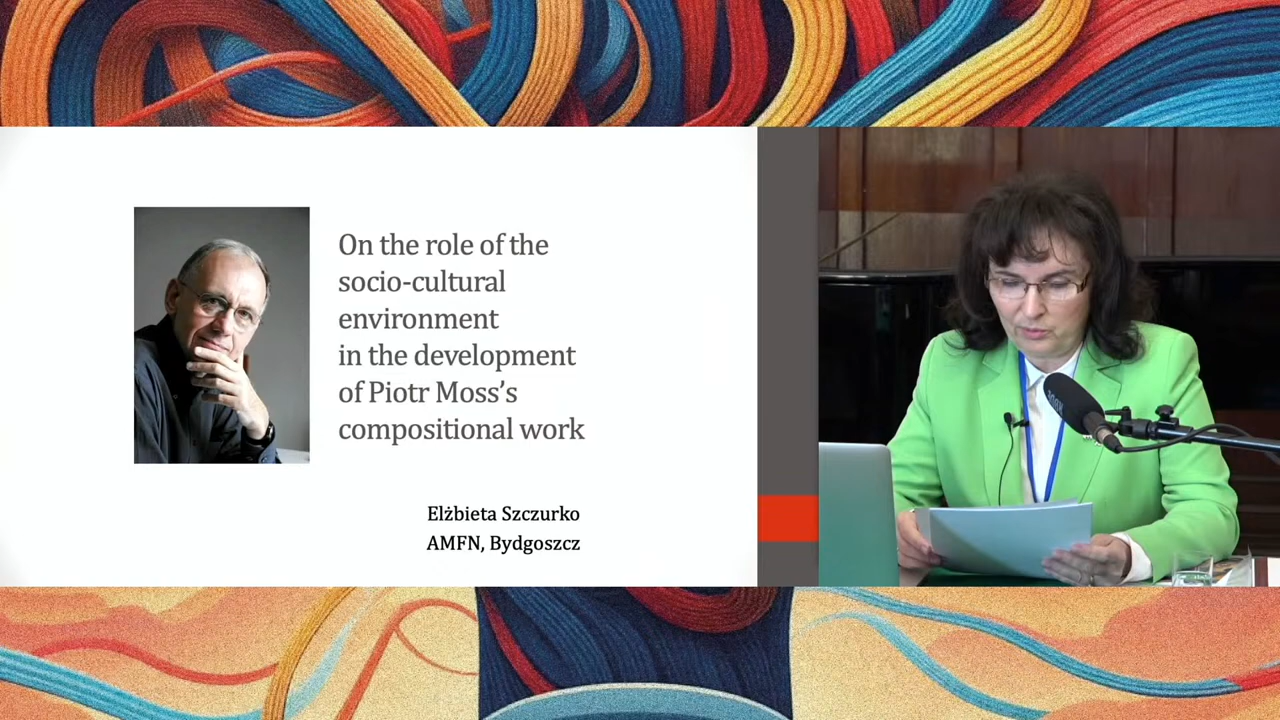 On the role of the
socio-cultural
environment
in the development
of Piotr Moss’s
compositional work
Elżbieta Szczurko
AMFN, Bydgoszcz
RØDE